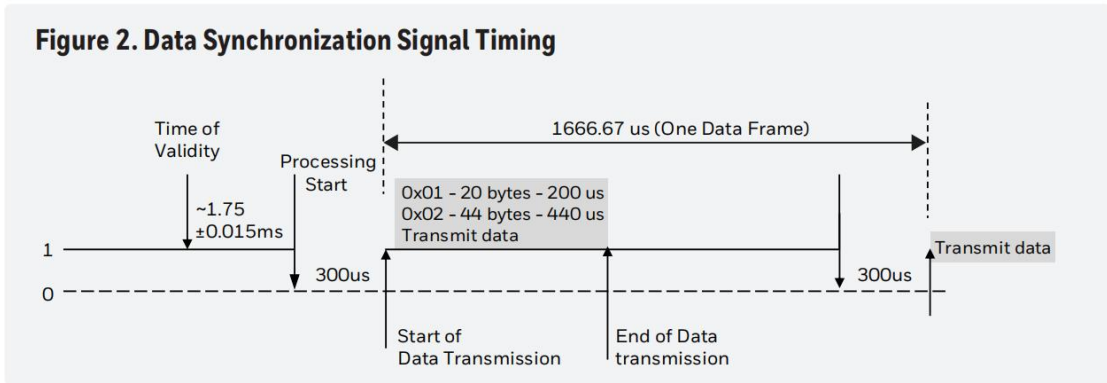 Figure 2. Data Synchronization Signal Timing
1666.67 us (One Data Frame)
Time of
Validity
Processing
Start
~1.75
±0.015ms
0x01 - 20 bytes - 200 us
0x02 - 44 bytes - 440 us
Transmit data
1
Transmit data
300us
300us
0
Start of
Data Transmission
End of Data
transmission